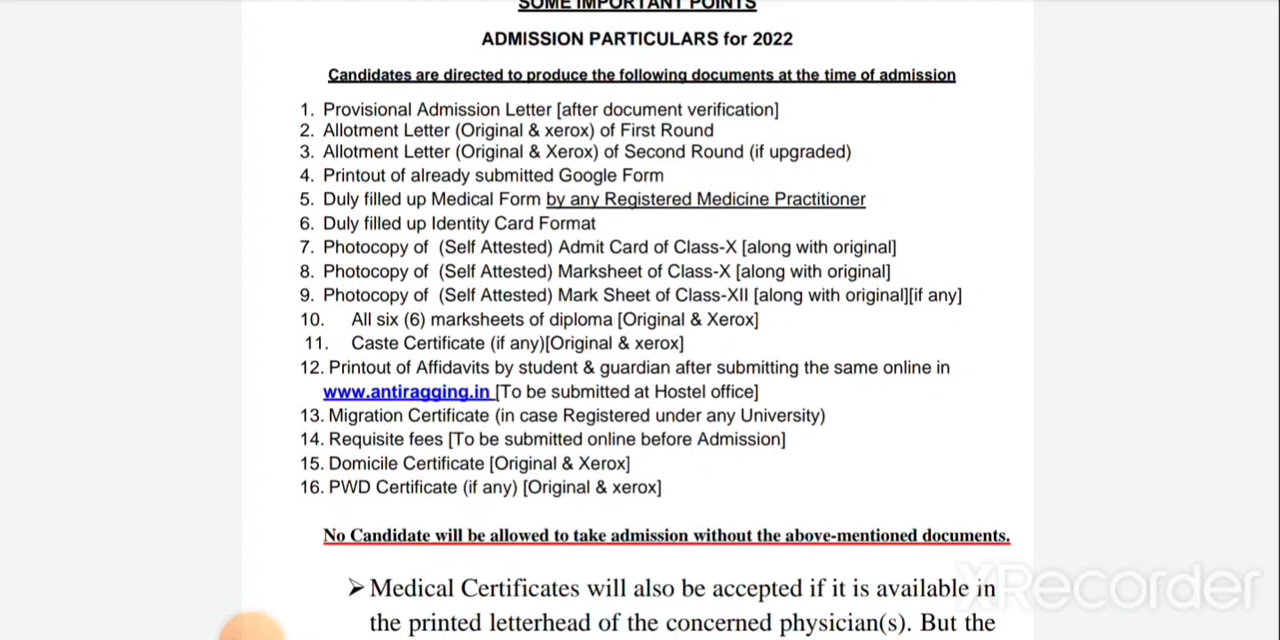 SOME IMPORTANT POINTS
ADMISSION PARTICULARS for 2022
Candidates are directed to produce the following documents at the time of admission
1. Provisional Admission Letter [after document verification]
2. Allotment Letter (Original & xerox) of First Round
3. Allotment Letter (Original & Xerox) of Second Round (if upgraded)
4. Printout of already submitted Google Form
5. Duly filled up Medical Form by any Registered Medicine Practitioner
6. Duly filled up Identity Card Format
7. Photocopy of (Self Attested) Admit Card of Class-X [along with original]
8. Photocopy of (Self Attested) Marksheet of Class-X [along with original]
9. Photocopy of (Self Attested) Mark Sheet of Class-XII [along with original][if any]
10. All six (6) marksheets of diploma [Original & Xerox]
11. Caste Certificate (if any)[Original & xerox]
12. Printout of Affidavits by student & guardian after submitting the same online in
www.antiragging.in [To be submitted at Hostel office]
13. Migration Certificate (in case Registered under any University)
14. Requisite fees [To be submitted online before Admission]
15. Domicile Certificate [Original & Xerox]
16. PWD Certificate (if any) [Original & xerox]
No Candidate will be allowed to take admission without the above-mentioned documents.
➢ Medical Certificates will also be accepted if it is available in
the printed letterhead of the concerned physician(s). But the
XRecorder